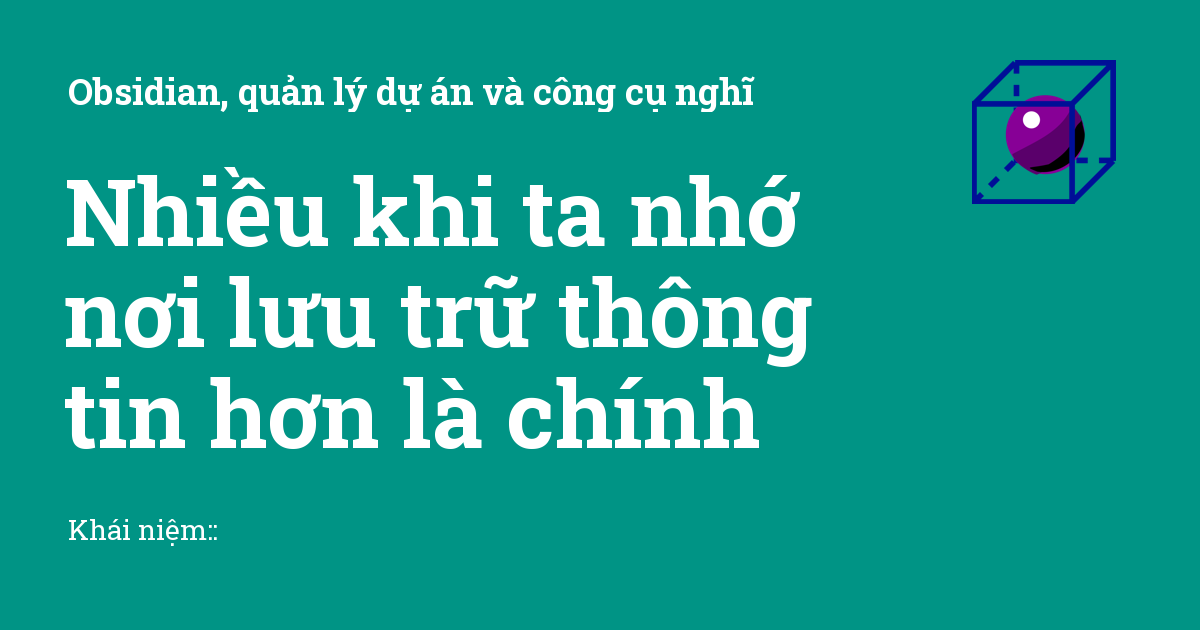 Obsidian, quản lý dự án và công cụ nghĩ
Nhiều khi ta nhớ
nơi lưu trữ thông
tin hơn là chính
Khái niệm::